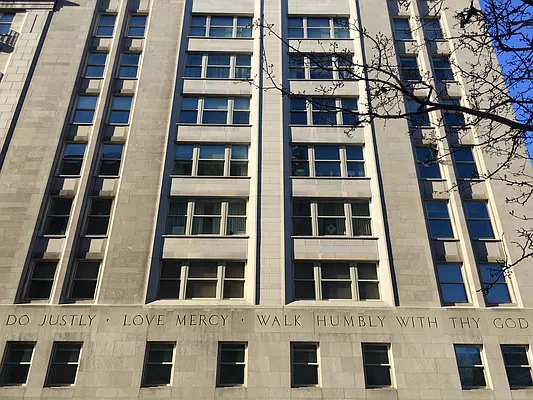 DO JUSTLY · LOVE MERCY · WALK HUMBLY WITH THY GOD